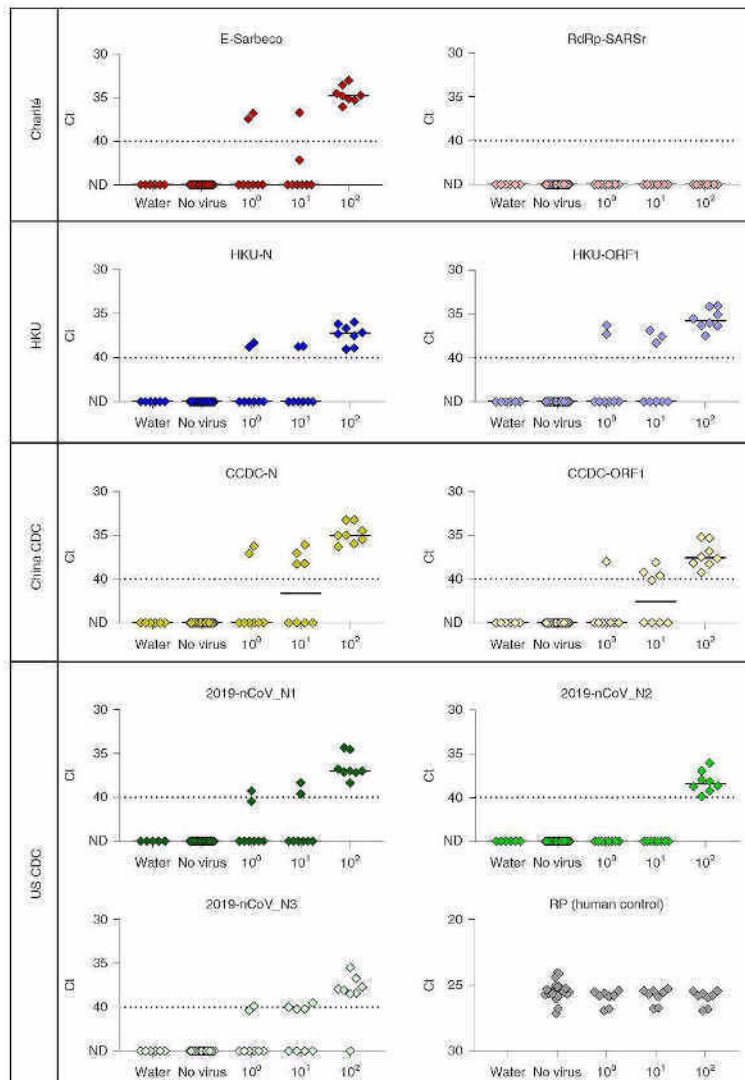 Charité
E-Sarbeco
Ct
30
35
40
ND
Water No virus 10⁰ 10¹ 10²
RdRp-SARSr
Ct
30
35
40
ND
Water No virus 10⁰ 10¹ 10²
HKU
HKU-N
Ct
30
35
40
ND
Water No virus 10⁰ 10¹ 10²
HKU-ORF1
Ct
30
35
40
ND
Water No virus 10⁰ 10¹ 10²
China CDC
CCDC-N
Ct
30
35
40
ND
Water No virus 10⁰ 10¹ 10²
CCDC-ORF1
Ct
30
35
40
ND
Water No virus 10⁰ 10¹ 10²
US CDC
2019-nCoV_N1
Ct
30
35
40
ND
Water No virus 10⁰ 10¹ 10²
2019-nCoV_N2
Ct
30
35
40
ND
Water No virus 10⁰ 10¹ 10²
2019-nCoV_N3
Ct
30
35
40
ND
Water No virus 10⁰ 10¹ 10²
RP (human control)
Ct
20
25
30
Water No virus 10⁰ 10¹ 10²